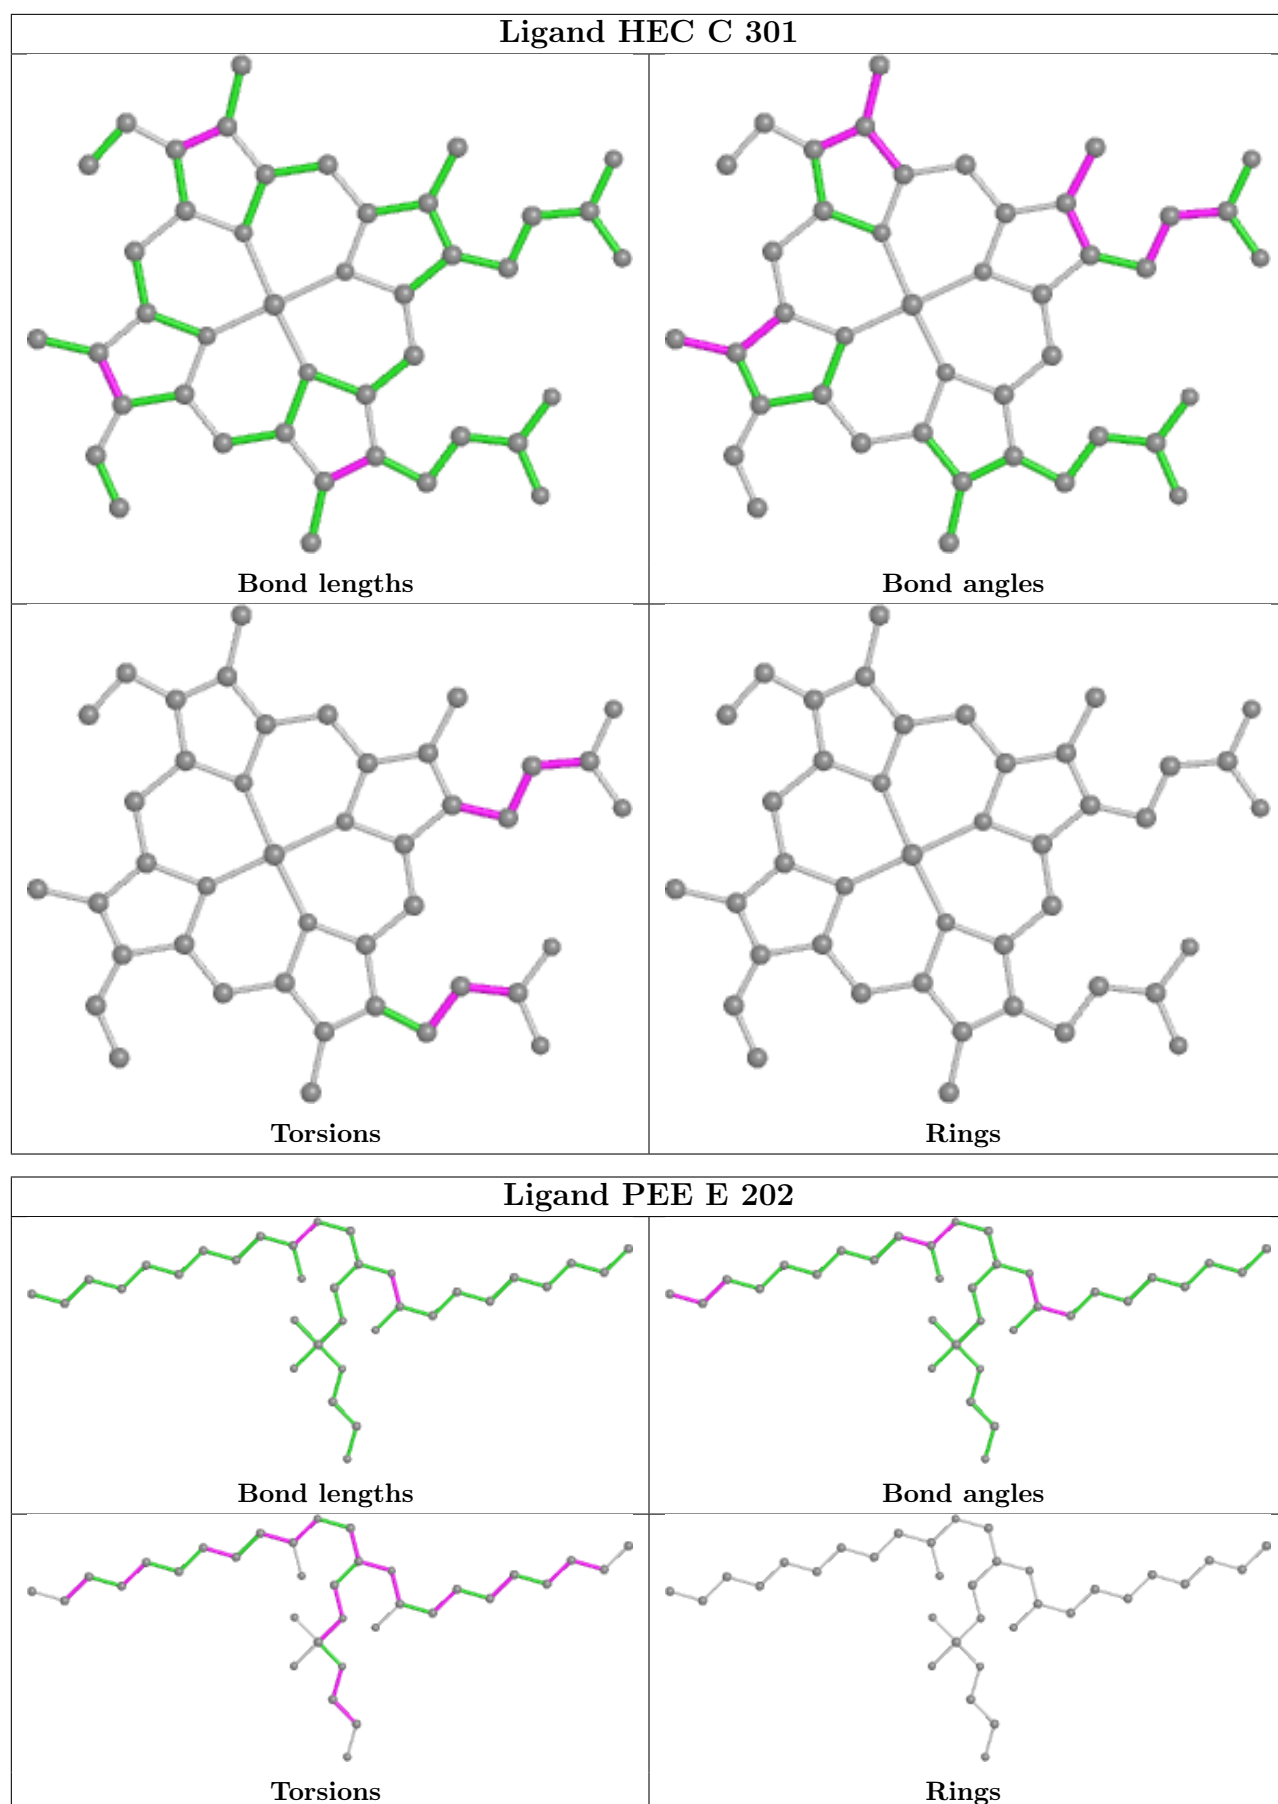 Ligand HEC C 301
Bond lengths
Bond angles
Torsions
Rings
Ligand PEE E 202
Bond lengths
Bond angles
Torsions
Rings